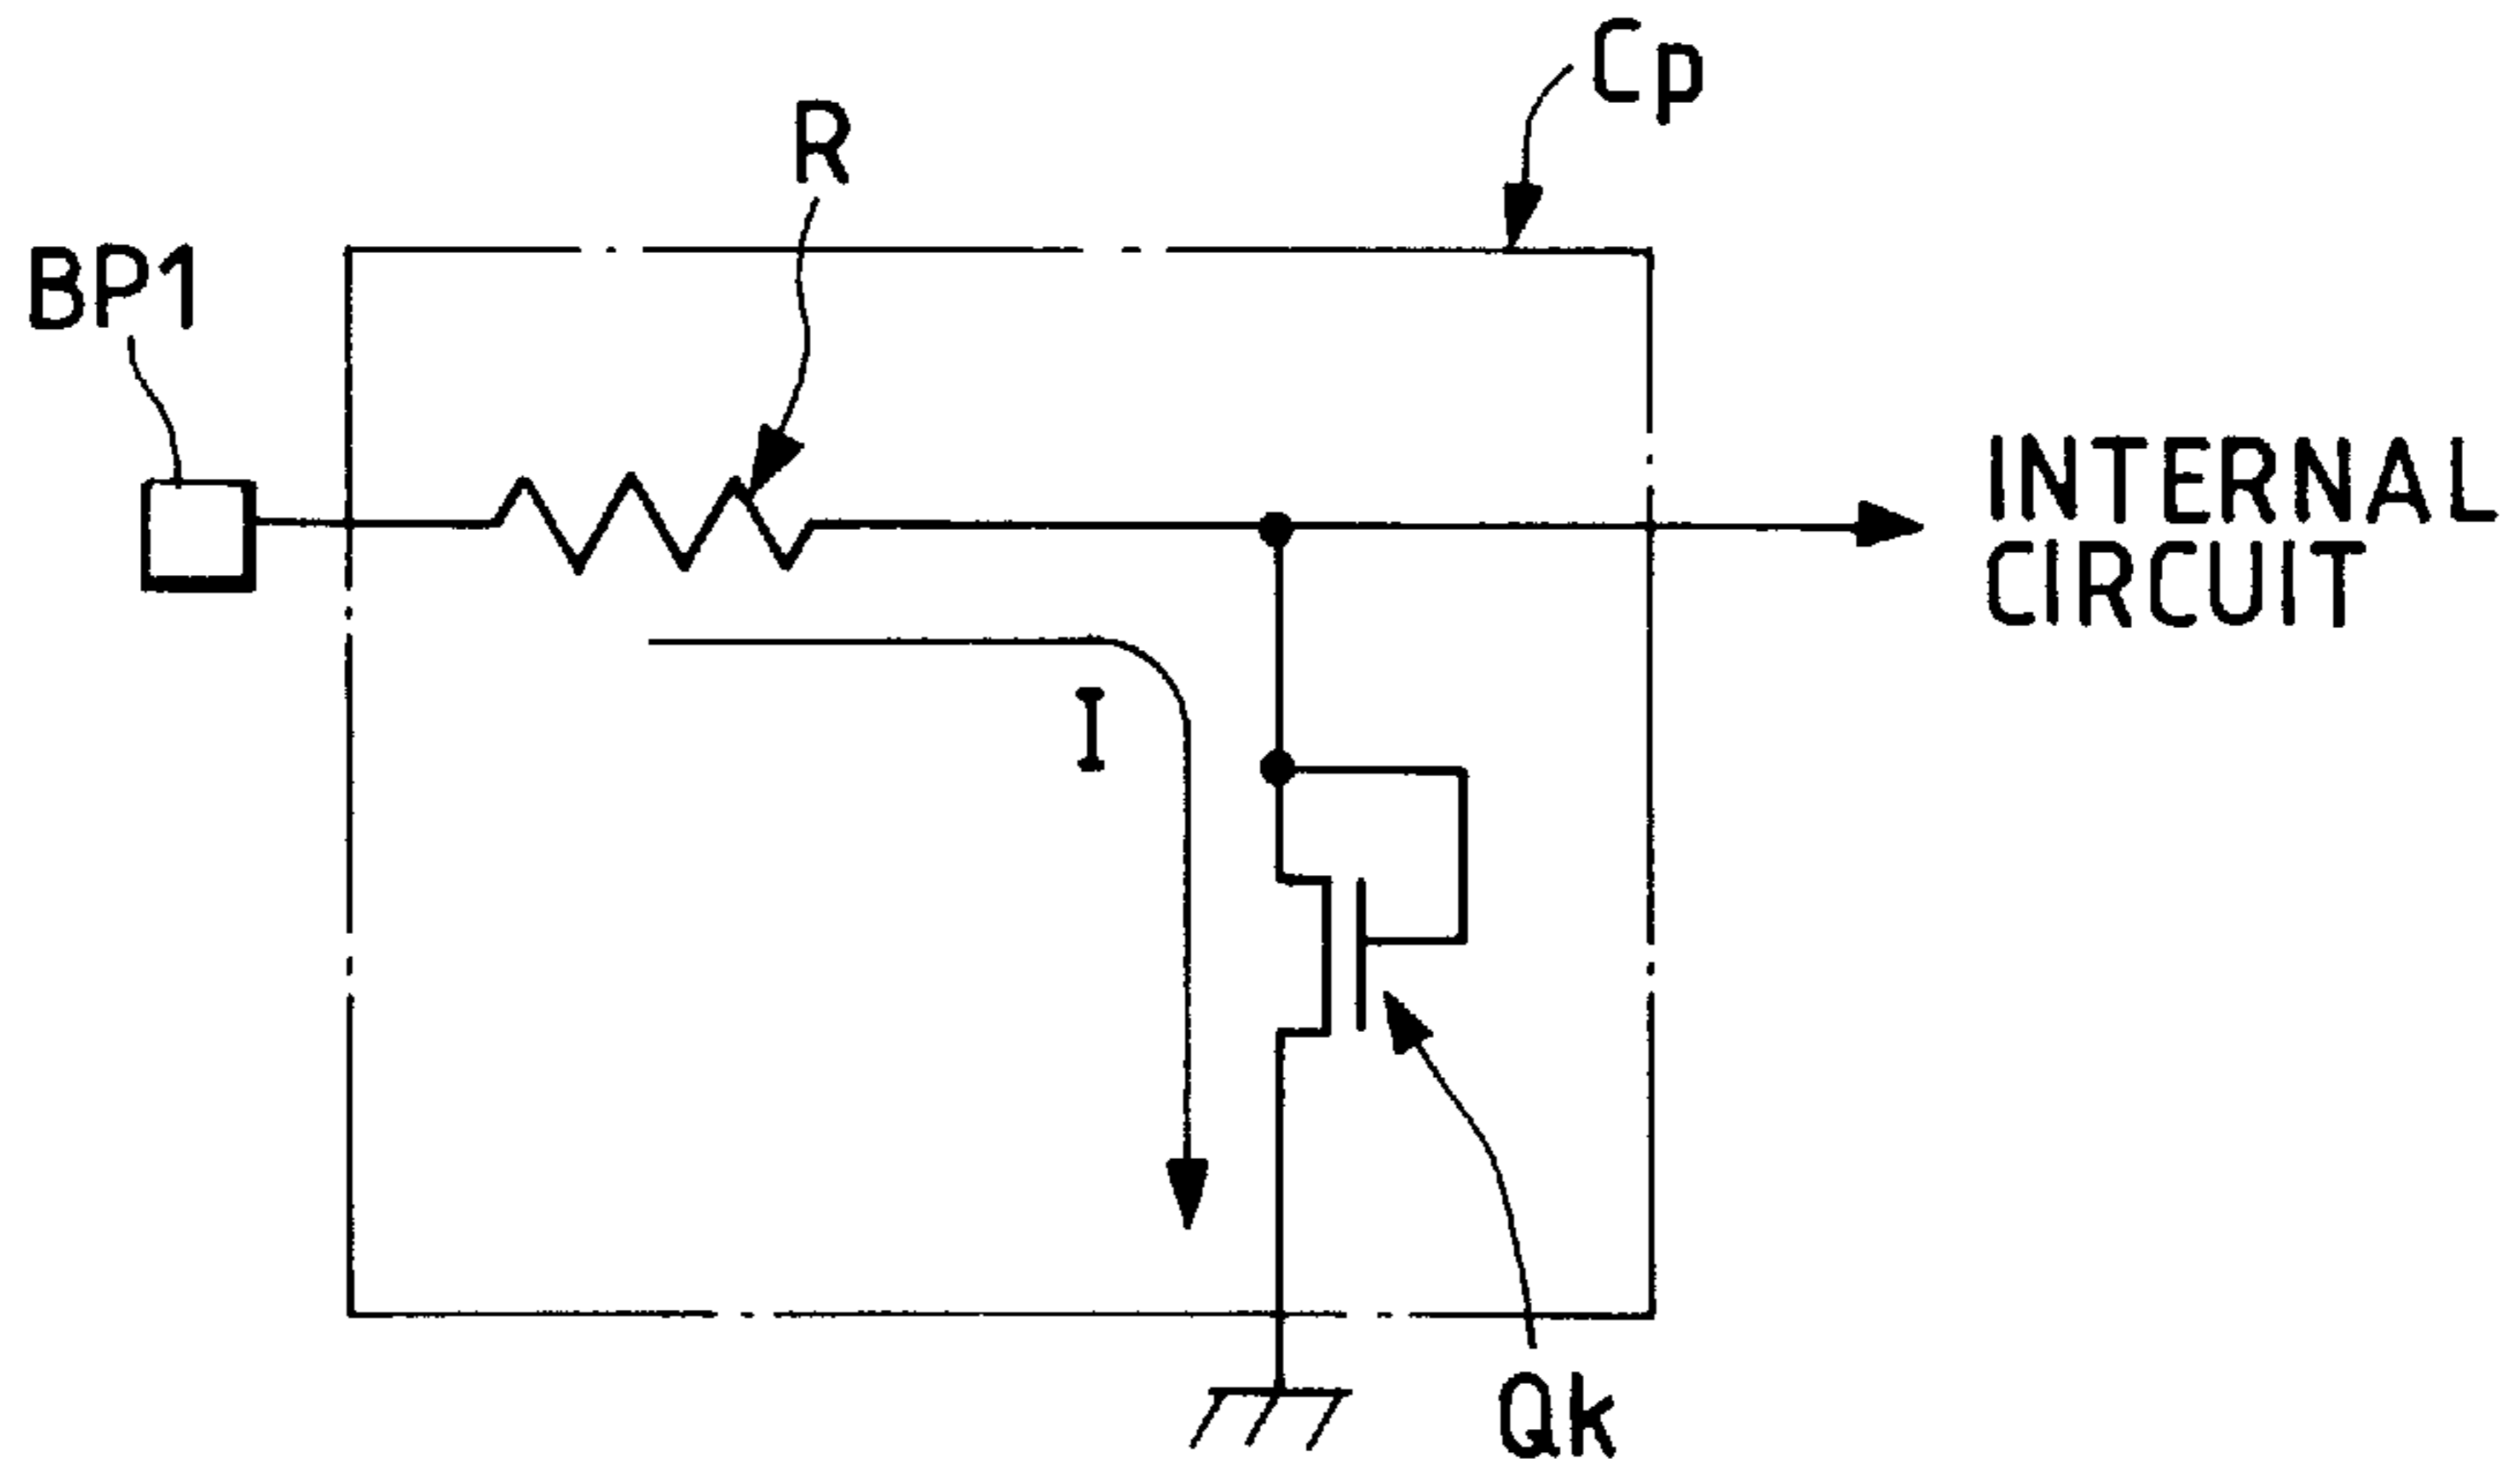 Cp
R
BP1
INTERNAL
CIRCUIT
I
Qk